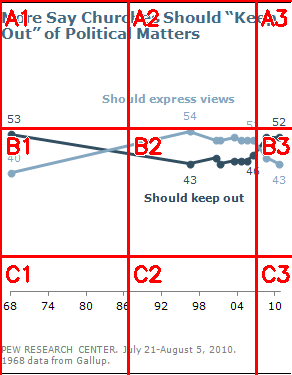 More Say Churches Should “Keep
Out” of Political Matters
A1 A2 A3
Should express views
53 54 52
B1 B2 B3
40 43 46 43
Should keep out
C1 C2 C3
68 74 80 86 92 98 04 10
PEW RESEARCH CENTER, July 21-August 5, 2010.
1968 data from Gallup.